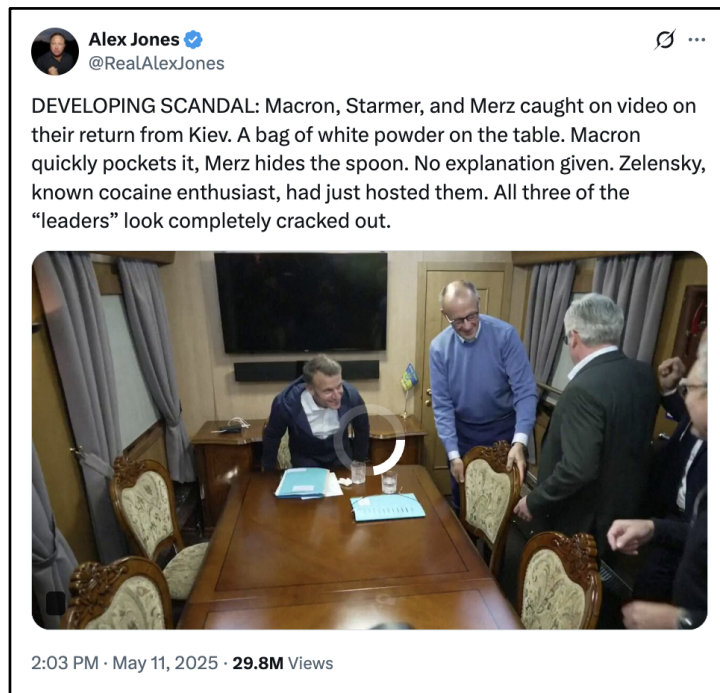 Alex Jones
@RealAlexJones
DEVELOPING SCANDAL: Macron, Starmer, and Merz caught on video on
their return from Kiev. A bag of white powder on the table. Macron
quickly pockets it, Merz hides the spoon. No explanation given. Zelensky,
known cocaine enthusiast, had just hosted them. All three of the
“leaders” look completely cracked out.
2:03 PM · May 11, 2025 · 29.8M Views